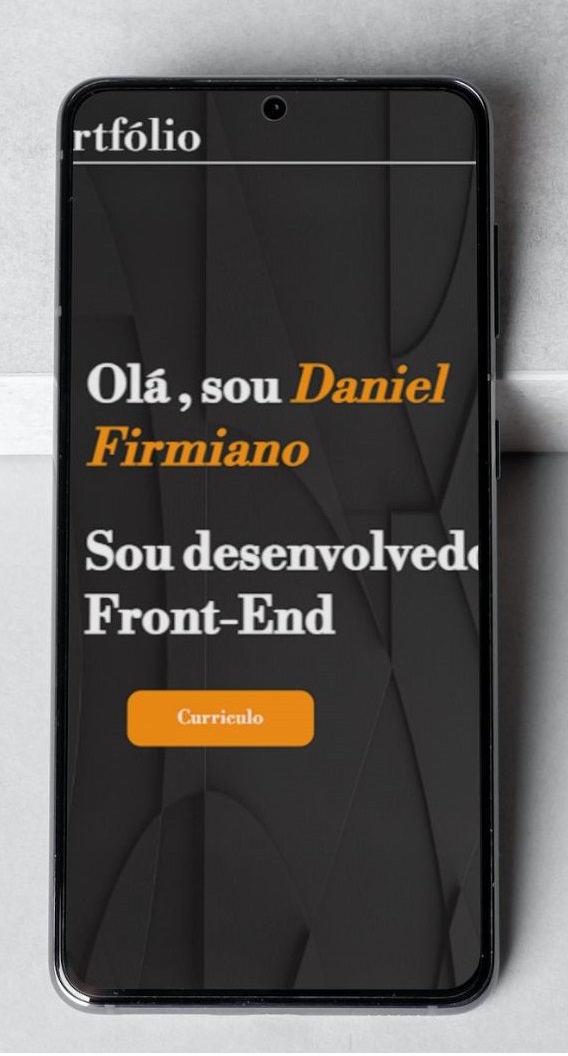 rtfólio
Olá , sou Daniel
Firmiano
Sou desenvolvedo
Front-End
Curriculo